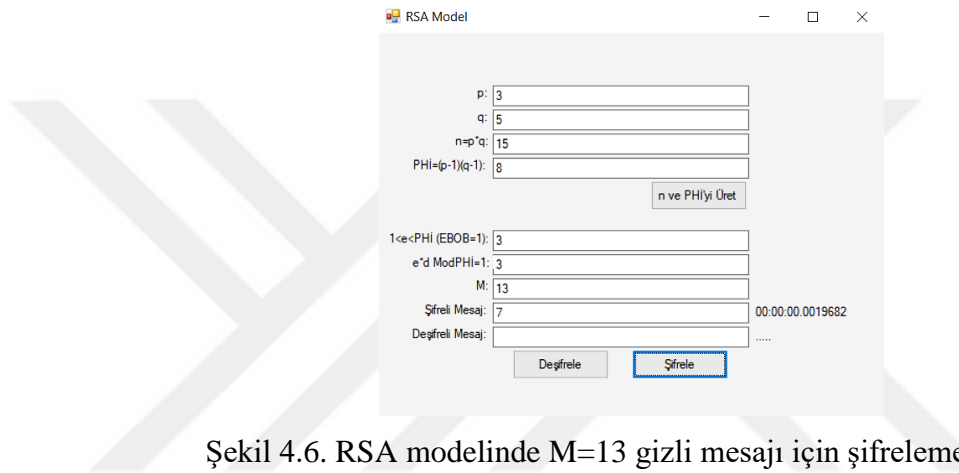 RSA Model
p: 3
q: 5
n=p*q: 15
PHİ=(p-1)(q-1): 8
n ve PHİ'yi Üret
1<e<PHİ (EBOB=1): 3
e*d ModPHİ=1: 3
M: 13
Şifreli Mesaj: 7 00:00:00.0019682
Deşifreli Mesaj: .....
Deşifrele Şifrele
Şekil 4.6. RSA modelinde M=13 gizli mesajı için şifreleme